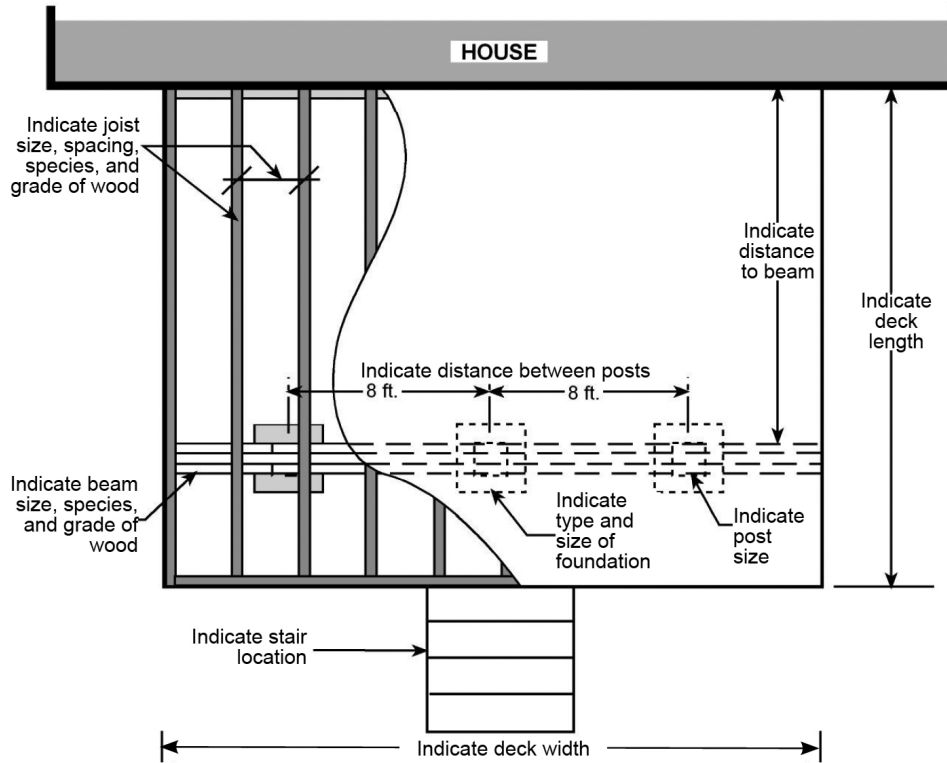 HOUSE
Indicate joist
size, spacing,
species, and
grade of wood
Indicate
distance
to beam
Indicate
deck
length
Indicate distance between posts
8 ft.
8 ft.
Indicate beam
size, species,
and grade of
wood
Indicate
type and
size of
foundation
Indicate
post
size
Indicate stair
location
Indicate deck width